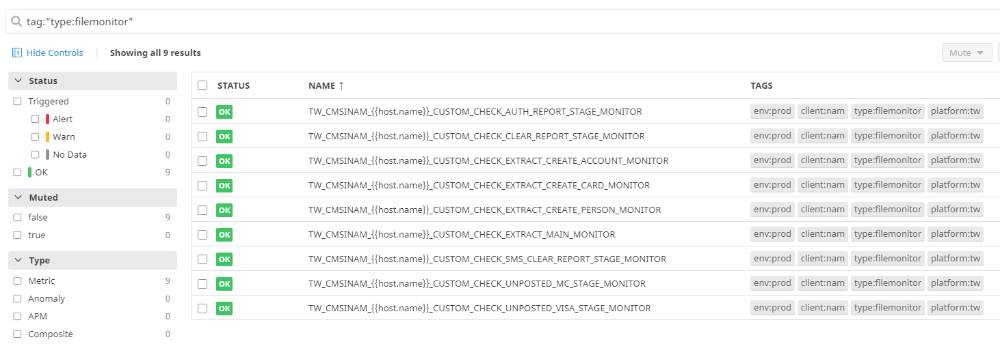 tag:"type:filemonitor"
Hide Controls | Showing all 9 results Mute
Status
Triggered 0
Alert 0
Warn 0
No Data 0
OK 9
Muted
false 9
true 0
Type
Metric 9
Anomaly 0
APM 0
Composite 0
STATUS NAME ↑ TAGS
OK TW_CMSINAM_{{host.name}}_CUSTOM_CHECK_AUTH_REPORT_STAGE_MONITOR env:prod client:nam type:filemonitor platform:tw
OK TW_CMSINAM_{{host.name}}_CUSTOM_CHECK_CLEAR_REPORT_STAGE_MONITOR env:prod client:nam type:filemonitor platform:tw
OK TW_CMSINAM_{{host.name}}_CUSTOM_CHECK_EXTRACT_CREATE_ACCOUNT_MONITOR env:prod client:nam type:filemonitor platform:tw
OK TW_CMSINAM_{{host.name}}_CUSTOM_CHECK_EXTRACT_CREATE_CARD_MONITOR env:prod client:nam type:filemonitor platform:tw
OK TW_CMSINAM_{{host.name}}_CUSTOM_CHECK_EXTRACT_CREATE_PERSON_MONITOR env:prod client:nam type:filemonitor platform:tw
OK TW_CMSINAM_{{host.name}}_CUSTOM_CHECK_EXTRACT_MAIN_MONITOR env:prod client:nam type:filemonitor platform:tw
OK TW_CMSINAM_{{host.name}}_CUSTOM_CHECK_SMS_CLEAR_REPORT_STAGE_MONITOR env:prod client:nam type:filemonitor platform:tw
OK TW_CMSINAM_{{host.name}}_CUSTOM_CHECK_UNPOSTED_MC_STAGE_MONITOR env:prod client:nam type:filemonitor platform:tw
OK TW_CMSINAM_{{host.name}}_CUSTOM_CHECK_UNPOSTED_VISA_STAGE_MONITOR env:prod client:nam type:filemonitor platform:tw